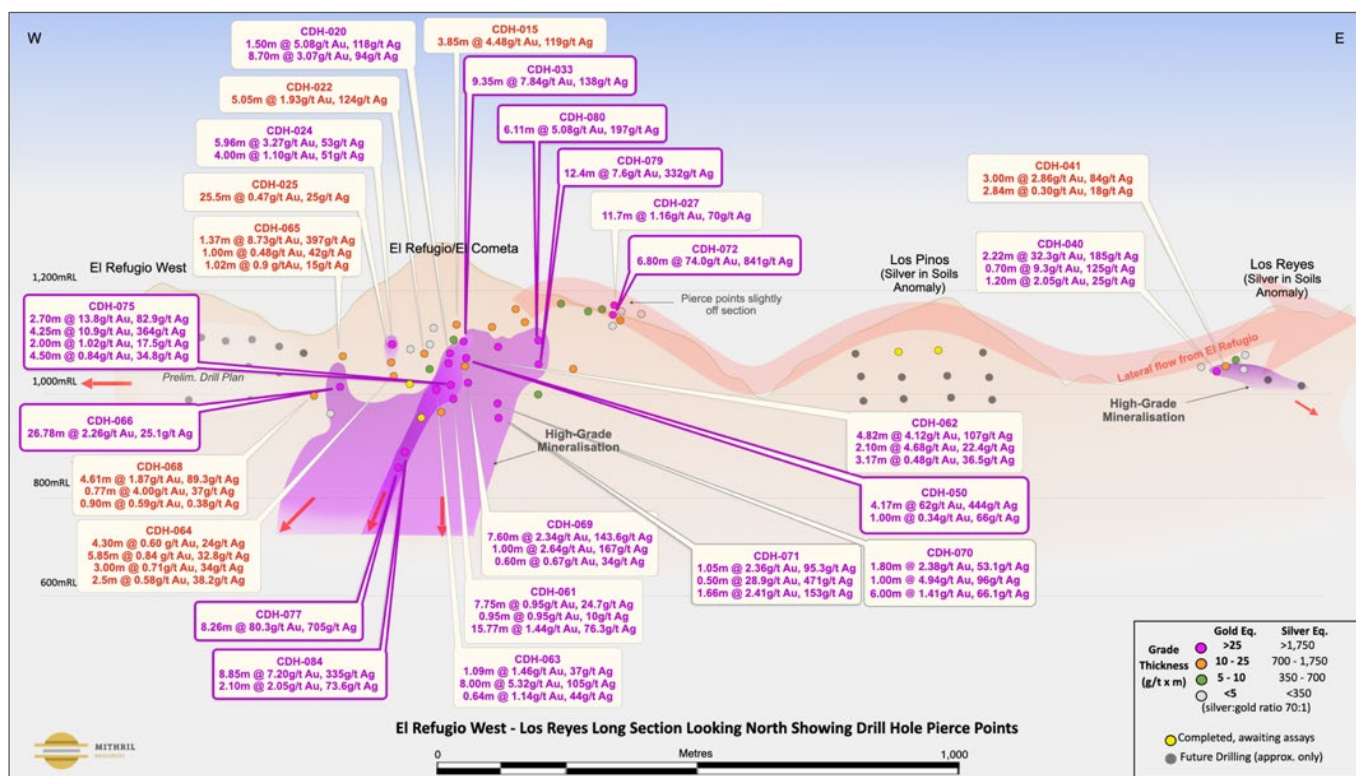 W
E
CDH-020
1.50m @ 5.08g/t Au, 118g/t Ag
8.70m @ 3.07g/t Au, 94g/t Ag
CDH-015
3.85m @ 4.48g/t Au, 119g/t Ag
CDH-033
9.35m @ 7.84g/t Au, 138g/t Ag
CDH-022
5.05m @ 1.93g/t Au, 124g/t Ag
CDH-080
6.11m @ 5.08g/t Au, 197g/t Ag
CDH-024
5.96m @ 3.27g/t Au, 53g/t Ag
4.00m @ 1.10g/t Au, 51g/t Ag
CDH-079
12.4m @ 7.6g/t Au, 332g/t Ag
CDH-041
3.00m @ 2.86g/t Au, 84g/t Ag
2.84m @ 0.30g/t Au, 18g/t Ag
CDH-025
25.5m @ 0.47g/t Au, 25g/t Ag
CDH-027
11.7m @ 1.16g/t Au, 70g/t Ag
CDH-065
1.37m @ 8.73g/t Au, 397g/t Ag
1.00m @ 0.48g/t Au, 42g/t Ag
1.02m @ 0.9 g/tAu, 15g/t Ag
El Refugio/El Cometa
CDH-072
6.80m @ 74.0g/t Au, 841g/t Ag
CDH-040
2.22m @ 32.3g/t Au, 185g/t Ag
0.70m @ 9.3g/t Au, 125g/t Ag
1.20m @ 2.05g/t Au, 25g/t Ag
El Refugio West
Los Pinos
(Silver in Soils
Anomaly)
Los Reyes
(Silver in Soils
Anomaly)
1,200mRL
Pierce points slightly
off section
CDH-075
2.70m @ 13.8g/t Au, 82.9g/t Ag
4.25m @ 10.9g/t Au, 364g/t Ag
2.00m @ 1.02g/t Au, 17.5g/t Ag
4.50m @ 0.84g/t Au, 34.8g/t Ag
Lateral flow from El Refugio
Prelim. Drill Plan
1,000mRL
High-Grade
Mineralisation
CDH-066
26.78m @ 2.26g/t Au, 25.1g/t Ag
High-Grade
Mineralisation
CDH-062
4.82m @ 4.12g/t Au, 107g/t Ag
2.10m @ 4.68g/t Au, 22.4g/t Ag
3.17m @ 0.48g/t Au, 36.5g/t Ag
CDH-068
4.61m @ 1.87g/t Au, 89.3g/t Ag
0.77m @ 4.00g/t Au, 37g/t Ag
0.90m @ 0.59g/t Au, 0.38g/t Ag
800mRL
CDH-050
4.17m @ 62g/t Au, 444g/t Ag
1.00m @ 0.34g/t Au, 66g/t Ag
CDH-064
4.30m @ 0.60 g/t Au, 24g/t Ag
5.85m @ 0.84 g/t Au, 32.8g/t Ag
3.00m @ 0.71g/t Au, 34g/t Ag
2.5m @ 0.58g/t Au, 38.2g/t Ag
CDH-069
7.60m @ 2.34g/t Au, 143.6g/t Ag
1.00m @ 2.64g/t Au, 167g/t Ag
0.60m @ 0.67g/t Au, 34g/t Ag
CDH-071
1.05m @ 2.36g/t Au, 95.3g/t Ag
0.50m @ 28.9g/t Au, 471g/t Ag
1.66m @ 2.41g/t Au, 153g/t Ag
CDH-070
1.80m @ 2.38g/t Au, 53.1g/t Ag
1.00m @ 4.94g/t Au, 96g/t Ag
6.00m @ 1.41g/t Au, 66.1g/t Ag
600mRL
CDH-061
7.75m @ 0.95g/t Au, 24.7g/t Ag
0.95m @ 0.95g/t Au, 10g/t Ag
15.77m @ 1.44g/t Au, 76.3g/t Ag
CDH-077
8.26m @ 80.3g/t Au, 705g/t Ag
CDH-084
8.85m @ 7.20g/t Au, 335g/t Ag
2.10m @ 2.05g/t Au, 73.6g/t Ag
CDH-063
1.09m @ 1.46g/t Au, 37g/t Ag
8.00m @ 5.32g/t Au, 105g/t Ag
0.64m @ 1.14g/t Au, 44g/t Ag
Gold Eq. Silver Eq.
Grade >25 >1,750
Thickness 10 - 25 700 - 1,750
(g/t x m) 5 - 10 350 - 700
<5 <350
(silver:gold ratio 70:1)
Completed, awaiting assays
Future Drilling (approx. only)
El Refugio West - Los Reyes Long Section Looking North Showing Drill Hole Pierce Points
0 Metres 1,000
MITHRIL
RESOURCES